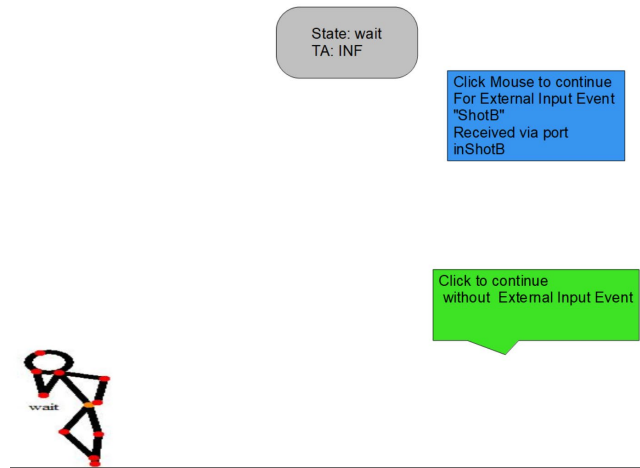 State: wait
TA: INF
Click Mouse to continue
For External Input Event
"ShotB"
Received via port
inShotB
Click to continue
without External Input Event
wait